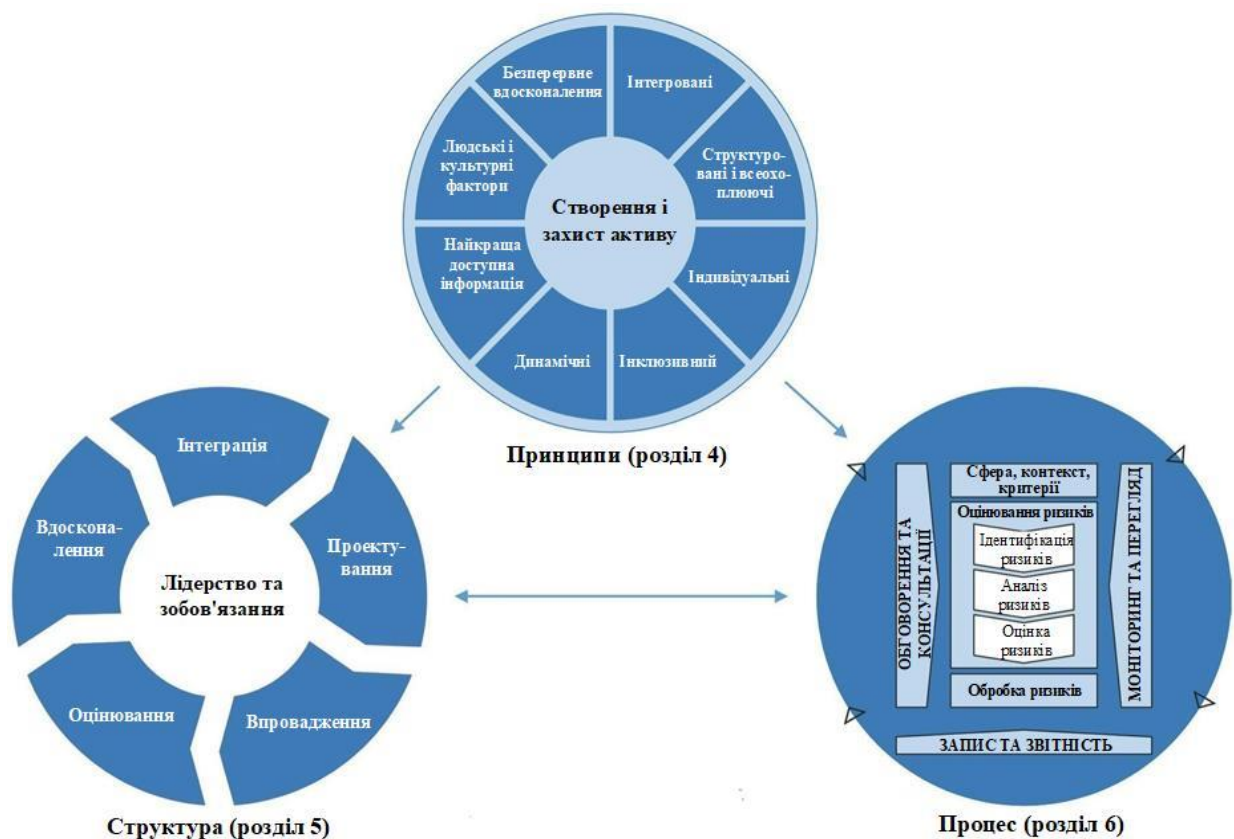 Безперервне
вдосконалення
Інтегровані
Людські і
культурні
фактори
Структуро-
вані і всеохо-
плюючі
Створення і
захист активу
Найкраща
доступна
інформація
Індивідуальні
Динамічні
Інклюзивний
Принципи (розділ 4)
Інтеграція
Вдоскона-
лення
Проекту-
вання
Лідерство та
зобов'язання
Оцінювання
Впровадження
Структура (розділ 5)
ОБГОВОРЕННЯ ТА
КОНСУЛЬТАЦІЇ
Сфера, контекст,
критерії
Оцінювання ризиків
Ідентифікація
ризиків
Аналіз
ризиків
Оцінка
ризиків
Обробка ризиків
МОНІТОРИНГ ТА ПЕРЕГЛЯД
ЗАПИС ТА ЗВІТНІСТЬ
Процес (розділ 6)